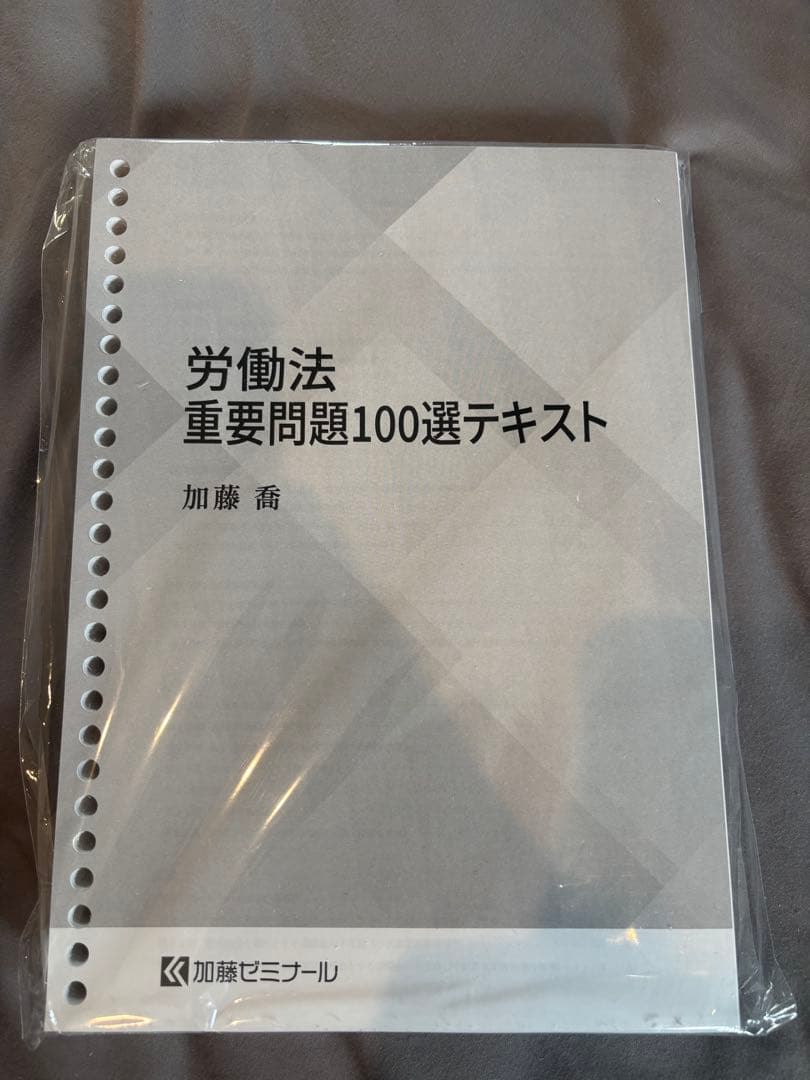 労働法
重要問題100選テキスト
加藤 喬
加藤ゼミナール